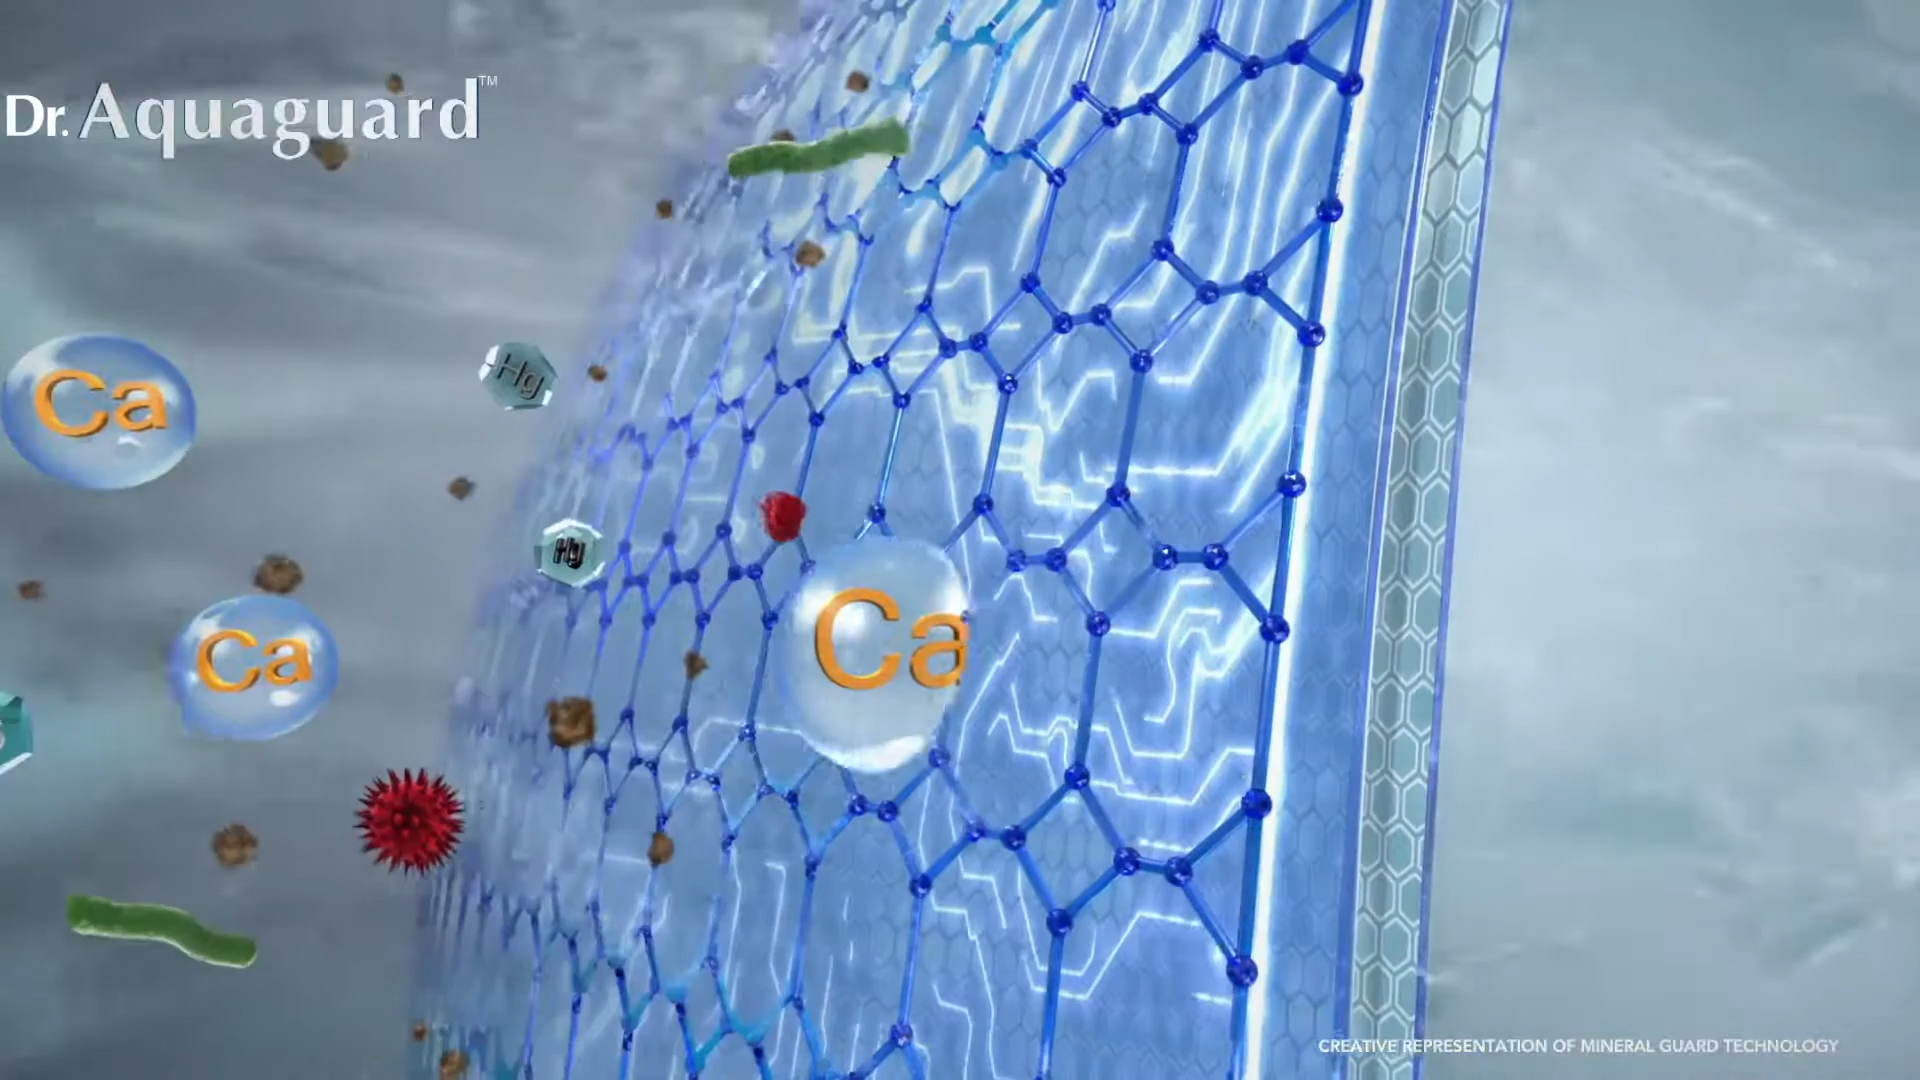 Dr. Aquaguard™
Hg
Ca
Hg
Ca
Ca
CREATIVE REPRESENTATION OF MINERAL GUARD TECHNOLOGY